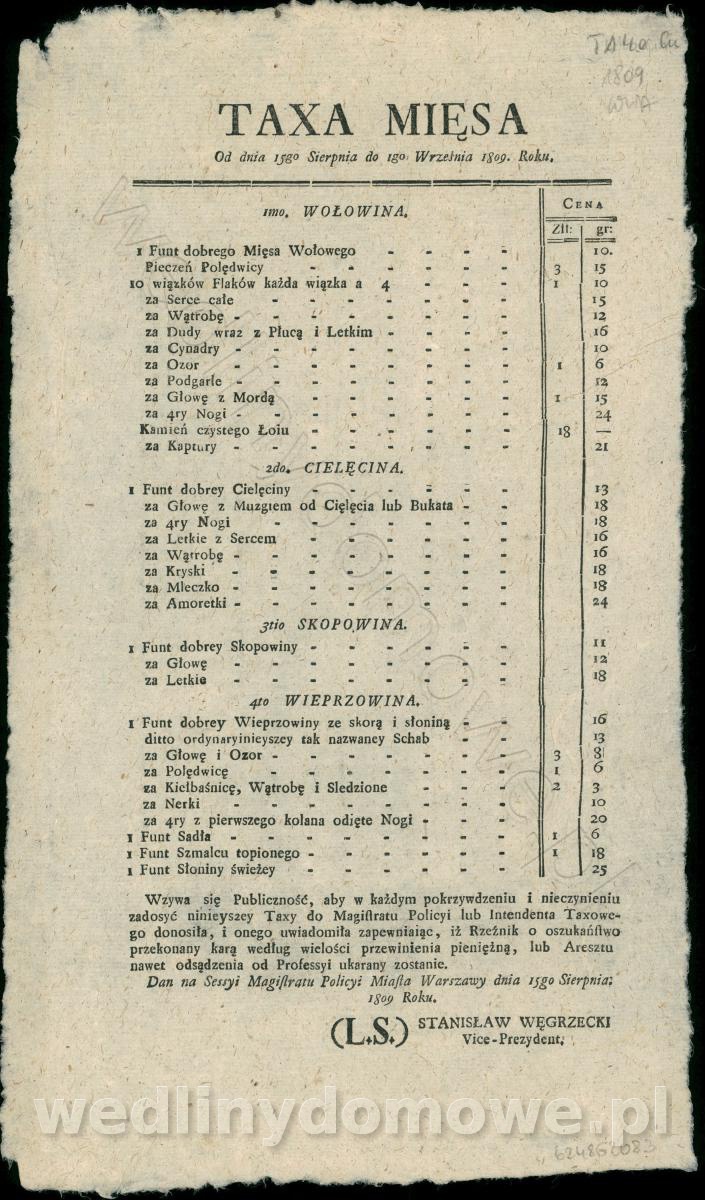 TA40 
1809
TAXA MIĘSA
Od dnia 15go Sierpnia do 1go Września 1809. Roku.
1mo. WOŁOWINA.
CENA
Zll: gr:
1 Funt dobrego Mięsa Wołowego - - - - 10.
Pieczeń Polędwicy - - - - - - 3 15
10 wiązków Flaków każda wiązka a 4 - - - - 1 10
za Serce całe - - - - - - - 15
za Wątrobę - - - - - - - - 12
za Dudy wraz z Płucą i Letkim - - - - 16
za Cynadry - - - - - - - - 10
za Ozor - - - - - - - - 1 6
za Podgarle - - - - - - - - 12
za Głowę z Mordą - - - - - - 1 15
za 4ry Nogi - - - - - - - - 24
Kamień czystego Łoiu - - - - - - 18 —
za Kaptury - - - - - - - - 21
2do. CIELĘCINA.
1 Funt dobrey Cielęciny - - - - - - 13
za Głowę z Muzgiem od Cięlęcia lub Bukata - - 18
za 4ry Nogi - - - - - - - 18
za Letkie z Sercem - - - - - - 16
za Wątrobę - - - - - - - - 16
za Kryski - - - - - - - - 18
za Mleczko - - - - - - - - 18
za Amoretki - - - - - - - - 24
3tio SKOPOWINA.
1 Funt dobrey Skopowiny - - - - - - 11
za Głowę - - - - - - - - 12
za Letkie - - - - - - - - 18
4to WIEPRZOWINA.
1 Funt dobrey Wieprzowiny ze skorą i słoniną - - 16
ditto ordynaryinieyszey tak nazwaney Schab - - 13
za Głowę i Ozor - - - - - - - 3 8
za Polędwicę - - - - - - - 1 6
za Kiełbaśnicę, Wątrobę i Sledzione - - - - 2 3
za Nerki - - - - - - - - 10
za 4ry z pierwszego kolana odjęte Nogi - - - 20
1 Funt Sadła - - - - - - - - 1 6
1 Funt Szmalcu topionego - - - - - - 1 18
1 Funt Słoniny świeżey - - - - - - 25
Wzywa się Publiczność, aby w każdym pokrzywdzeniu i nieczynieniu
zadosyć ninieyszey Taxy do Magiſtratu Policyi lub Intendenta Taxowe-
go donosiła, i onego uwiadomiła zapewniaiąc, iż Rzeźnik o oszukańſtwo
przekonany karą według wielości przewinienia pieniężną, lub Aresztu
nawet odsądzenia od Professyi ukarany zostanie.
Dan na Sessyi Magiſtratu Policyi Miaſta Warszawy dnia 15go Sierpnia:
1809 Roku.
(L.S.) STANISŁAW WĘGRZECKI
Vice-Prezydent.
wedlinydomowe.pl